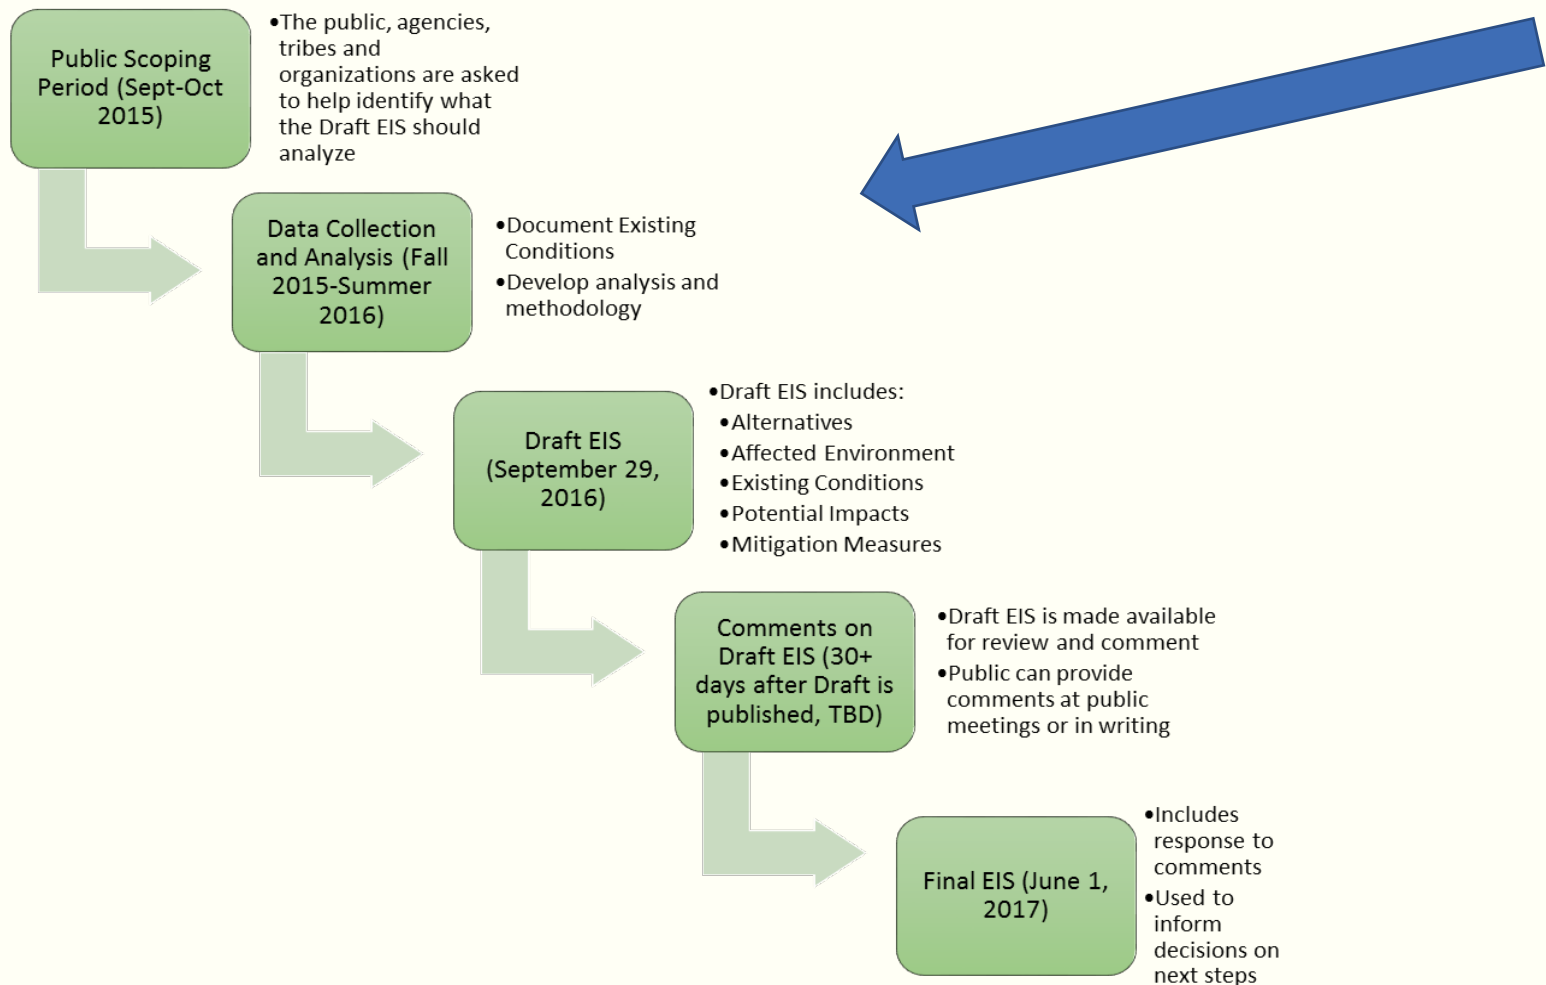 Public Scoping
Period (Sept-Oct
2015)
•The public, agencies,
tribes and
organizations are asked
to help identify what
the Draft EIS should
analyze
Data Collection
and Analysis (Fall
2015-Summer
2016)
•Document Existing
Conditions
•Develop analysis and
methodology
Draft EIS
(September 29,
2016)
•Draft EIS includes:
•Alternatives
•Affected Environment
•Existing Conditions
•Potential Impacts
•Mitigation Measures
Comments on
Draft EIS (30+
days after Draft is
published, TBD)
•Draft EIS is made available
for review and comment
•Public can provide
comments at public
meetings or in writing
Final EIS (June 1,
2017)
•Includes
response to
comments
•Used to
inform
decisions on
next steps